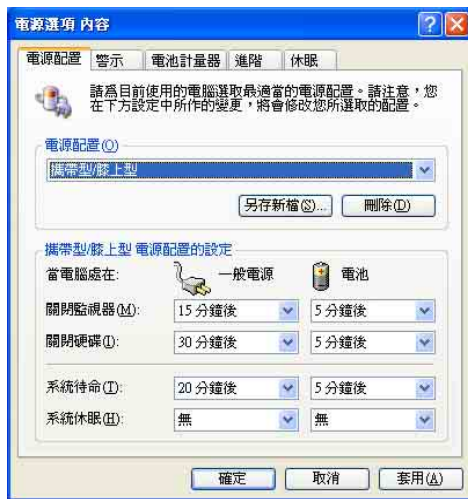 電源選項 內容
電源配置 警示 電池計量器 進階 休眠
請為目前使用的電腦選取最適當的電源配置。請注意，您
在下方設定中所作的變更，將會修改您所選取的配置。
電源配置(O)
攜帶型/膝上型
另存新檔(S)... 刪除(D)
攜帶型/膝上型 電源配置的設定
當電腦處在: 一般電源 電池
關閉監視器(M): 15 分鐘後 5 分鐘後
關閉硬碟(I): 30 分鐘後 5 分鐘後
系統待命(T): 20 分鐘後 5 分鐘後
系統休眠(H): 無 無
確定 取消 套用(A)